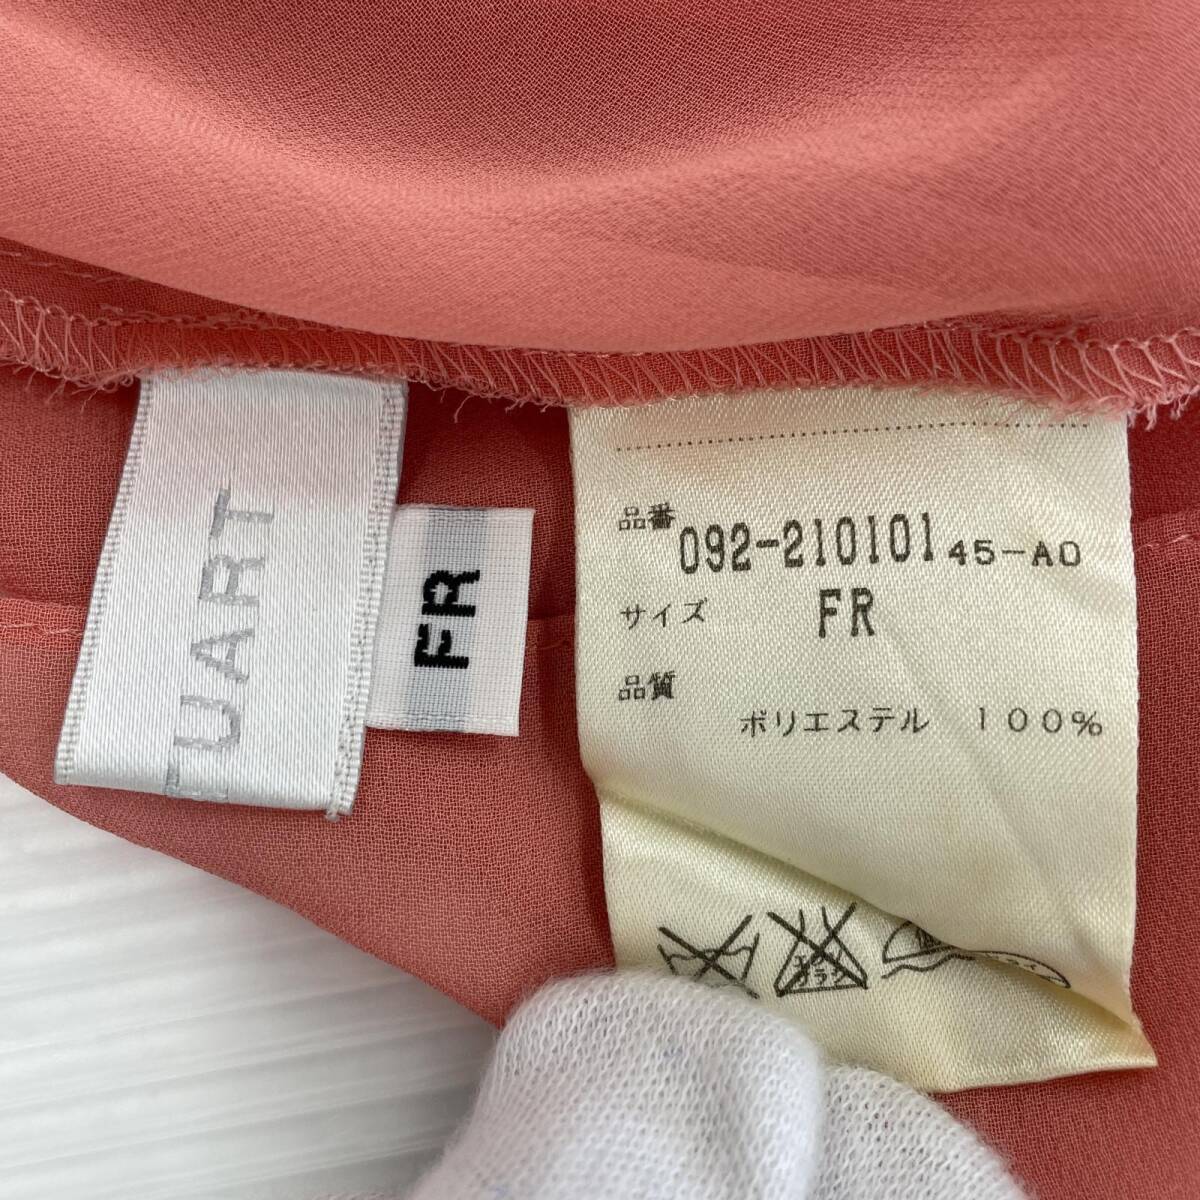 TUART
FR
品番 092-210101 45-A0
サイズ FR
品質
ポリエステル 100%